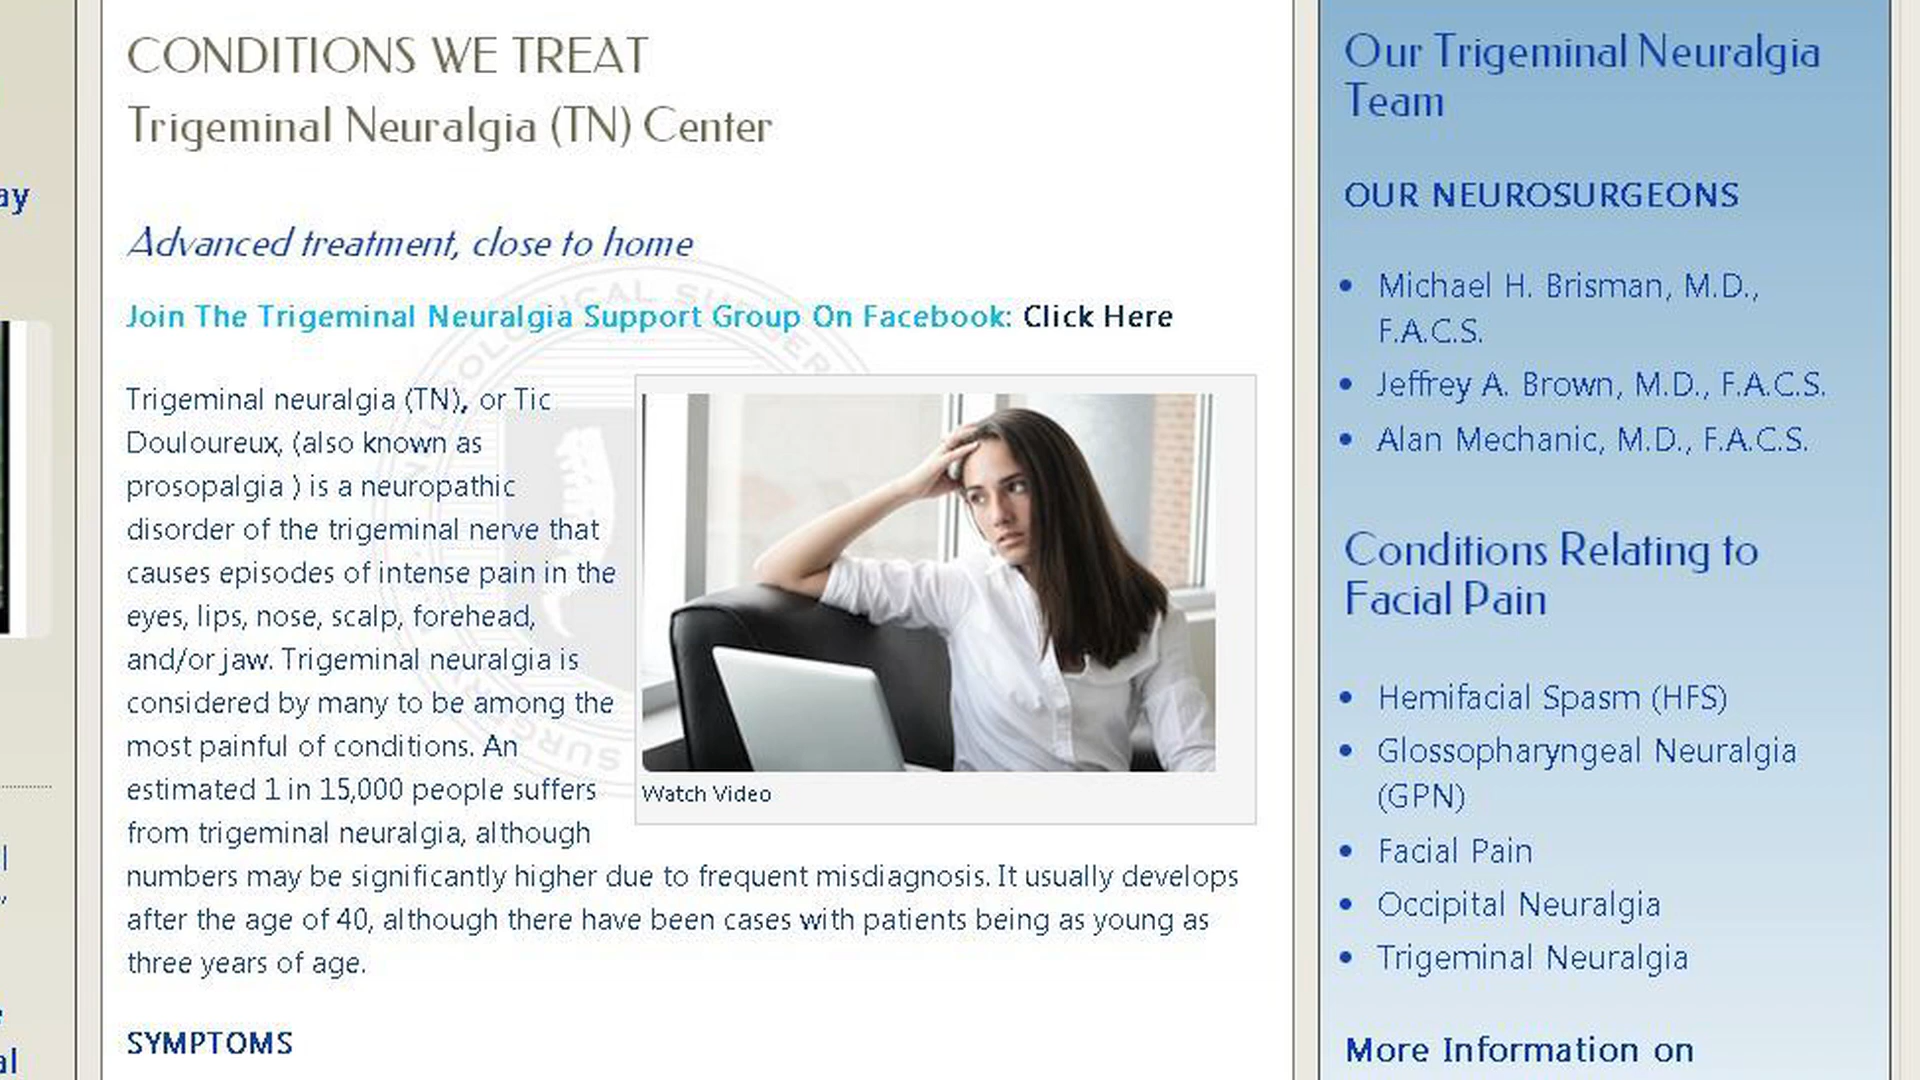 CONDITIONS WE TREAT
Trigeminal Neuralgia (TN) Center
Advanced treatment, close to home
Join The Trigeminal Neuralgia Support Group On Facebook: Click Here
Trigeminal neuralgia (TN), or Tic
Douloureux, (also known as
prosopalgia ) is a neuropathic
disorder of the trigeminal nerve that
causes episodes of intense pain in the
eyes, lips, nose, scalp, forehead,
and/or jaw. Trigeminal neuralgia is
considered by many to be among the
most painful of conditions. An
estimated 1 in 15,000 people suffers
from trigeminal neuralgia, although
numbers may be significantly higher due to frequent misdiagnosis. It usually develops
after the age of 40, although there have been cases with patients being as young as
three years of age.
Watch Video
SYMPTOMS
Our Trigeminal Neuralgia
Team
OUR NEUROSURGEONS
Michael H. Brisman, M.D.,
F.A.C.S.
Jeffrey A. Brown, M.D., F.A.C.S.
Alan Mechanic, M.D., F.A.C.S.
Conditions Relating to
Facial Pain
Hemifacial Spasm (HFS)
Glossopharyngeal Neuralgia
(GPN)
Facial Pain
Occipital Neuralgia
Trigeminal Neuralgia
More Information on